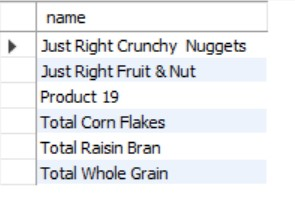 name
Just Right Crunchy  Nuggets
Just Right Fruit & Nut
Product 19
Total Corn Flakes
Total Raisin Bran
Total Whole Grain